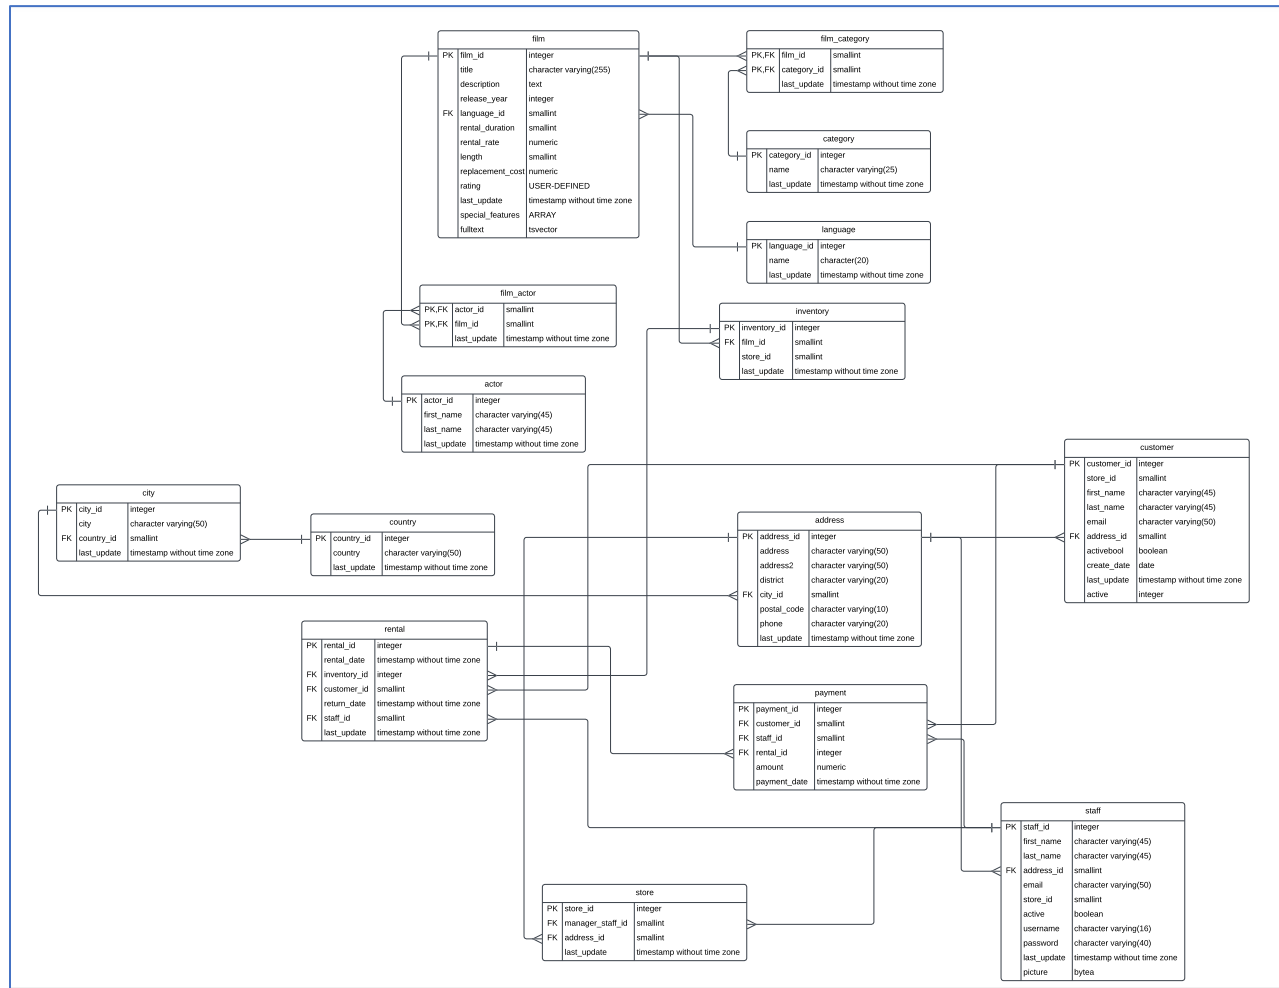 film
PK film_id integer
title character varying(255)
description text
release_year integer
FK language_id smallint
rental_duration smallint
rental_rate numeric
length smallint
replacement_cost numeric
rating USER-DEFINED
last_update timestamp without time zone
special_features ARRAY
fulltext tsvector
film_category
PK,FK film_id smallint
PK,FK category_id smallint
last_update timestamp without time zone
category
PK category_id integer
name character varying(25)
last_update timestamp without time zone
language
PK language_id integer
name character(20)
last_update timestamp without time zone
film_actor
PK,FK actor_id smallint
PK,FK film_id smallint
last_update timestamp without time zone
inventory
PK inventory_id integer
FK film_id smallint
store_id smallint
last_update timestamp without time zone
actor
PK actor_id integer
first_name character varying(45)
last_name character varying(45)
last_update timestamp without time zone
customer
PK customer_id integer
store_id smallint
first_name character varying(45)
last_name character varying(45)
email character varying(50)
FK address_id smallint
activebool boolean
create_date date
last_update timestamp without time zone
active integer
city
PK city_id integer
city character varying(50)
FK country_id smallint
last_update timestamp without time zone
country
PK country_id integer
country character varying(50)
last_update timestamp without time zone
address
PK address_id integer
address character varying(50)
address2 character varying(50)
district character varying(20)
FK city_id smallint
postal_code character varying(10)
phone character varying(20)
last_update timestamp without time zone
rental
PK rental_id integer
rental_date timestamp without time zone
FK inventory_id integer
FK customer_id smallint
return_date timestamp without time zone
FK staff_id smallint
last_update timestamp without time zone
payment
PK payment_id integer
FK customer_id smallint
FK staff_id smallint
FK rental_id integer
amount numeric
payment_date timestamp without time zone
staff
PK staff_id integer
first_name character varying(45)
last_name character varying(45)
FK address_id smallint
email character varying(50)
store_id smallint
active boolean
username character varying(16)
password character varying(40)
last_update timestamp without time zone
picture bytea
store
PK store_id integer
FK manager_staff_id smallint
FK address_id smallint
last_update timestamp without time zone